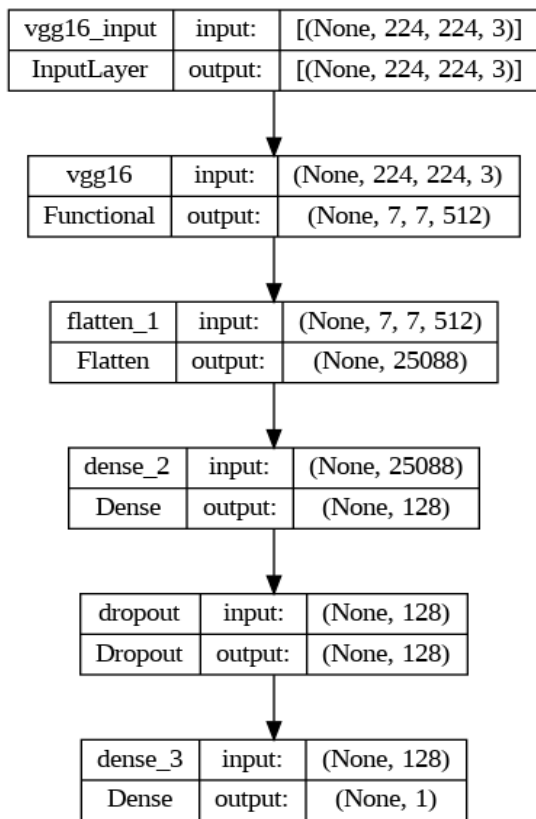 vgg16_input input: [(None, 224, 224, 3)]
InputLayer output: [(None, 224, 224, 3)]
vgg16 input: (None, 224, 224, 3)
Functional output: (None, 7, 7, 512)
flatten_1 input: (None, 7, 7, 512)
Flatten output: (None, 25088)
dense_2 input: (None, 25088)
Dense output: (None, 128)
dropout input: (None, 128)
Dropout output: (None, 128)
dense_3 input: (None, 128)
Dense output: (None, 1)